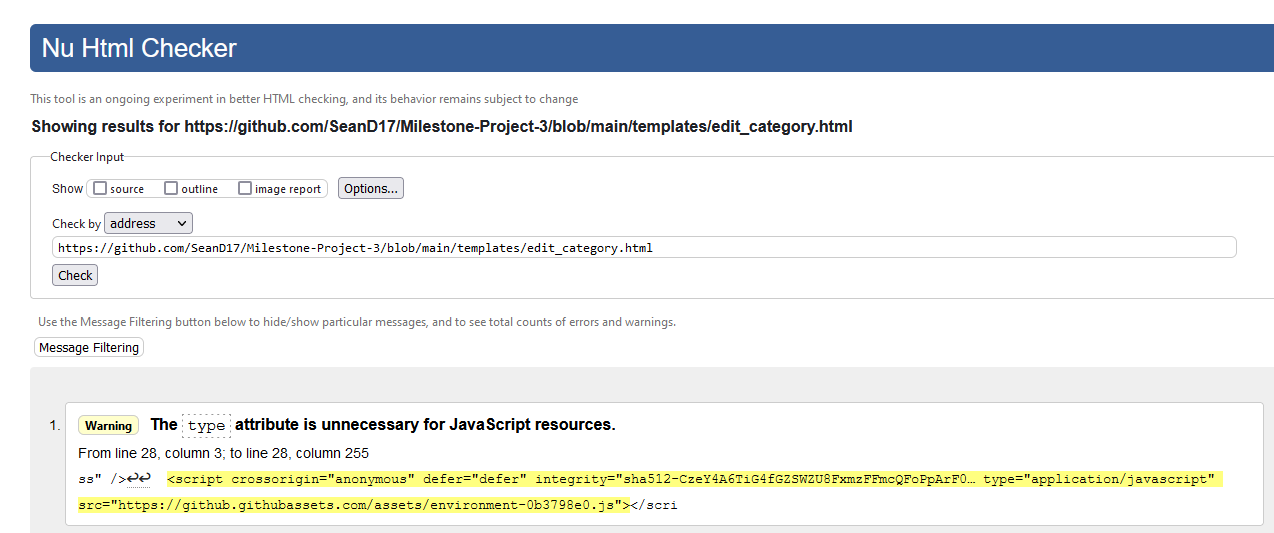 Nu Html Checker
This tool is an ongoing experiment in better HTML checking, and its behavior remains subject to change
Showing results for https://github.com/SeanD17/Milestone-Project-3/blob/main/templates/edit_category.html
Checker Input
Show source outline image report Options...
Check by address
https://github.com/SeanD17/Milestone-Project-3/blob/main/templates/edit_category.html
Check
Use the Message Filtering button below to hide/show particular messages, and to see total counts of errors and warnings.
Message Filtering
1. Warning The type attribute is unnecessary for JavaScript resources.
From line 28, column 3; to line 28, column 255
ss" />↩↩  <script crossorigin="anonymous" defer="defer" integrity="sha512-CzeY4A6TiG4fGZSWZU8FxmzFFmcQFoPpArF0… type="application/javascript"
src="https://github.githubassets.com/assets/environment-0b3798e0.js"></scri